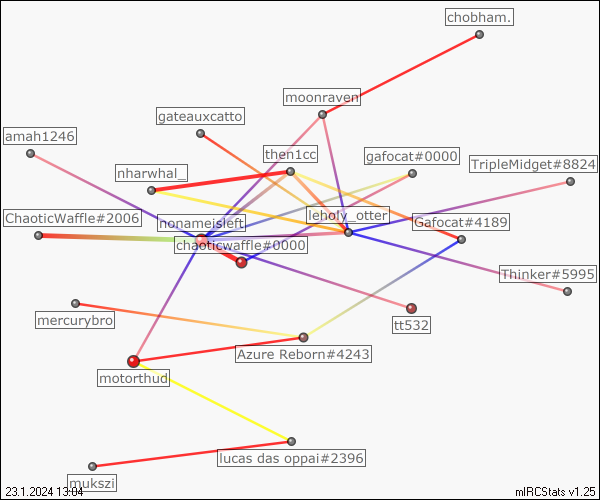 chobham.
moonraven
gateauxcatto
amah1246
then1cc
gafocat#0000
nharwhal_
TripleMidget#8824
ChaoticWaffle#2006
nonameisleft
leholy_otter
Gafocat#4189
chaoticwaffle#0000
Thinker#5995
mercurybro
tt532
Azure Reborn#4243
motorthud
lucas das oppai#2396
mukszi
23.1.2024 13:04
mIRCStats v1.25